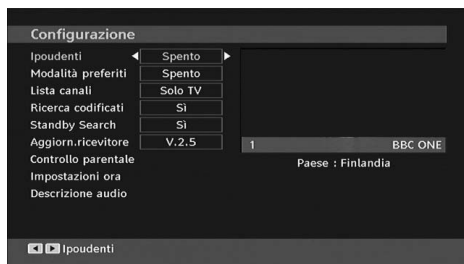 Configurazione
Ipoudenti Spento
Modalità preferiti Spento
Lista canali Solo TV
Ricerca codificati Sì
Standby Search Sì
Aggiorn.ricevitore V.2.5
Controllo parentale
Impostazioni ora
Descrizione audio
1 BBC ONE
Paese : Finlandia
Ipoudenti